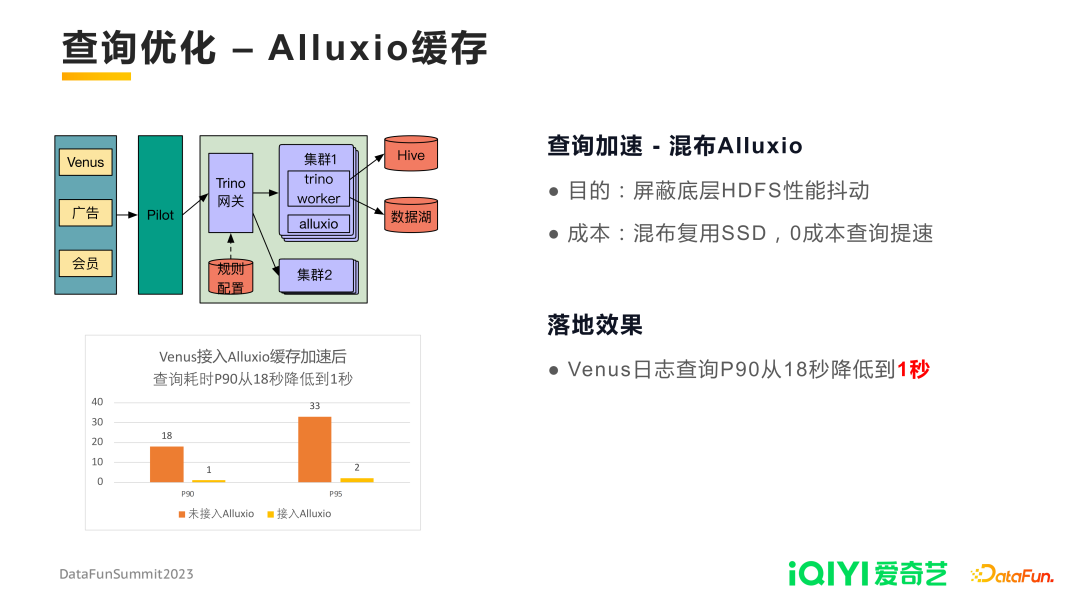 查询优化 – Alluxio缓存
Venus
广告
会员
Pilot
Trino
网关
规则
配置
集群1
trino
worker
alluxio
集群2
Hive
数据湖
查询加速 - 混布Alluxio
● 目的：屏蔽底层HDFS性能抖动
● 成本：混布复用SSD，0成本查询提速
落地效果
● Venus日志查询P90从18秒降低到1秒
Venus接入Alluxio缓存加速后
查询耗时P90从18秒降低到1秒
40
30
20
10
0
18
1
33
2
P90
P95
未接入Alluxio
接入Alluxio
DataFunSummit2023
iQIYI 爱奇艺
DataFun.